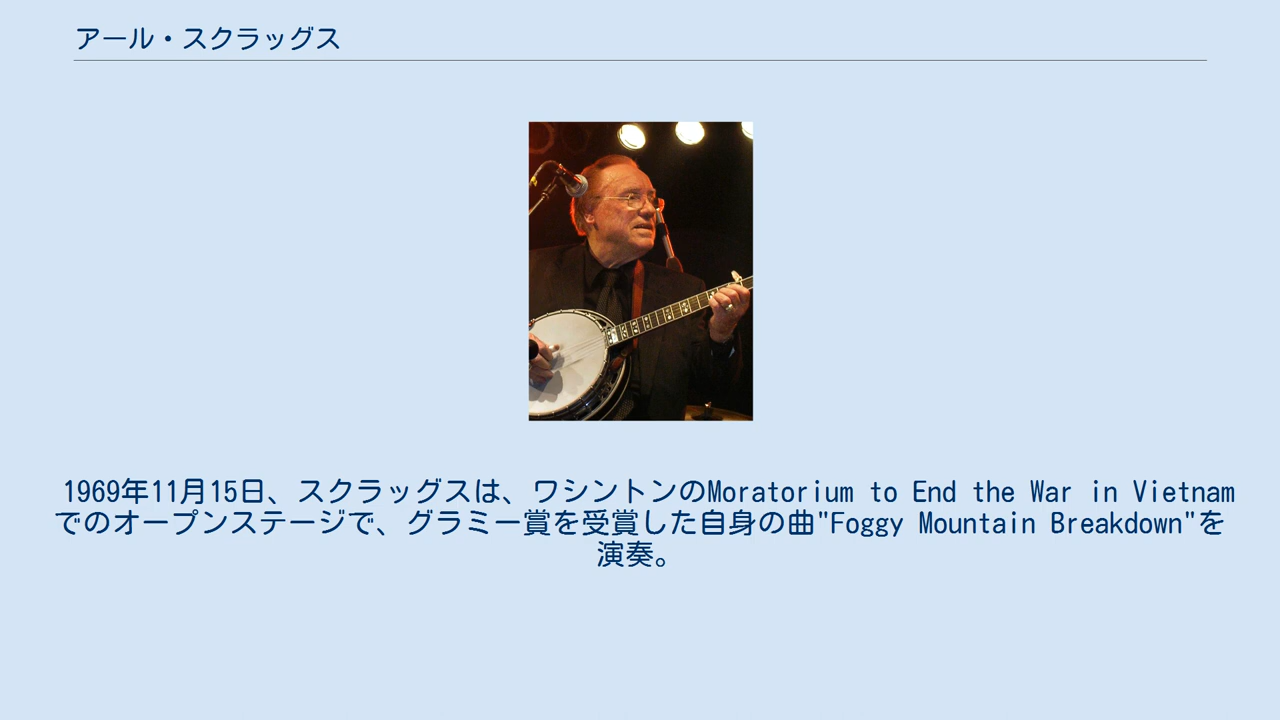 アール・スクラッグス
1969年11月15日、スクラッグスは、ワシントンのMoratorium to End the War in Vietnam
でのオープンステージで、グラミー賞を受賞した自身の曲"Foggy Mountain Breakdown"を
演奏。